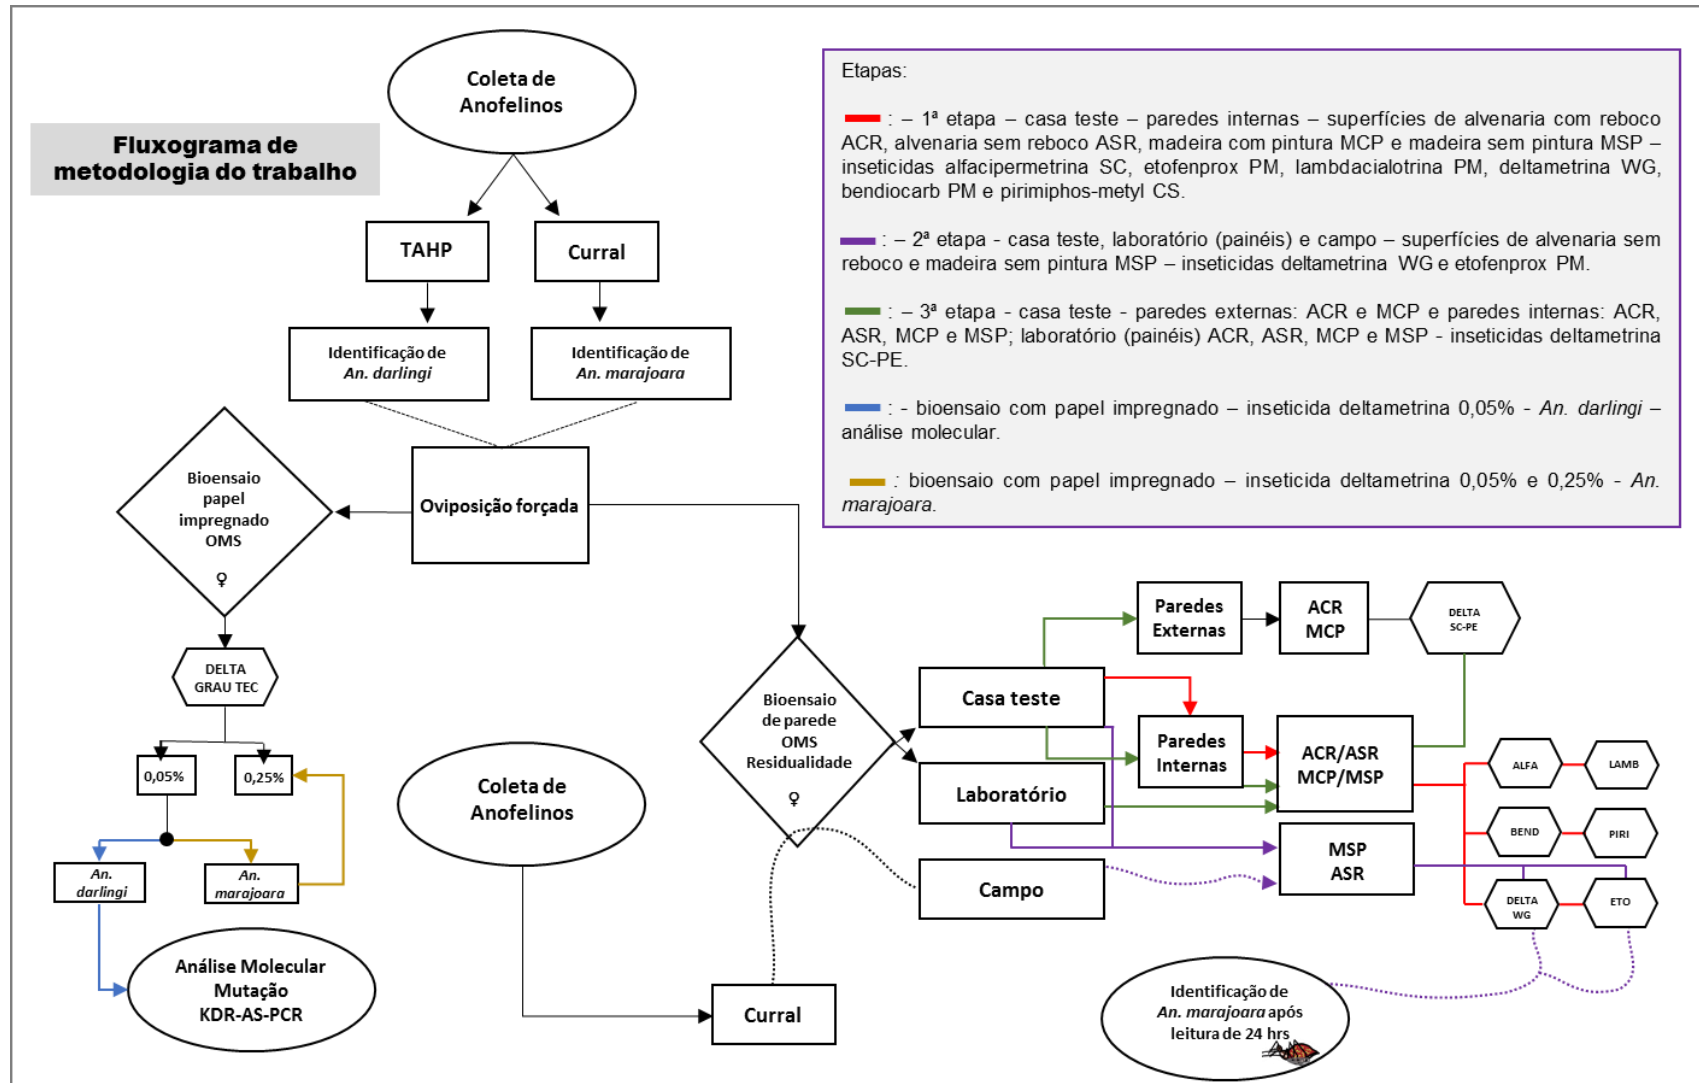 Coleta de
Anofelinos
Fluxograma de
metodologia do trabalho
TAHP
Curral
Identificação de
An. darlingi
Identificação de
An. marajoara
Etapas:
: – 1ª etapa – casa teste – paredes internas – superfícies de alvenaria com reboco
ACR, alvenaria sem reboco ASR, madeira com pintura MCP e madeira sem pintura MSP –
inseticidas alfacipermetrina SC, etofenprox PM, lambdacialotrina PM, deltametrina WG,
bendiocarb PM e pirimiphos-metyl CS.
: – 2ª etapa - casa teste, laboratório (painéis) e campo – superfícies de alvenaria sem
reboco e madeira sem pintura MSP – inseticidas deltametrina WG e etofenprox PM.
: – 3ª etapa - casa teste - paredes externas: ACR e MCP e paredes internas: ACR,
ASR, MCP e MSP; laboratório (painéis) ACR, ASR, MCP e MSP - inseticidas deltametrina
SC-PE.
: - bioensaio com papel impregnado – inseticida deltametrina 0,05% - An. darlingi –
análise molecular.
: bioensaio com papel impregnado – inseticida deltametrina 0,05% e 0,25% - An.
marajoara.
Bioensaio
papel
impregnado
OMS
♀
Oviposição forçada
DELTA
GRAU TEC
0,05%
0,25%
An.
darlingi
An.
marajoara
Análise Molecular
Mutação
KDR-AS-PCR
Coleta de
Anofelinos
Curral
Bioensaio
de parede
OMS
Residualidade
♀
Casa teste
Laboratório
Campo
Paredes
Externas
ACR
MCP
DELTA
SC-PE
Paredes
Internas
ACR/ASR
MCP/MSP
MSP
ASR
ALFA
LAMB
BEND
PIRI
DELTA
WG
ETO
Identificação de
An. marajoara após
leitura de 24 hrs